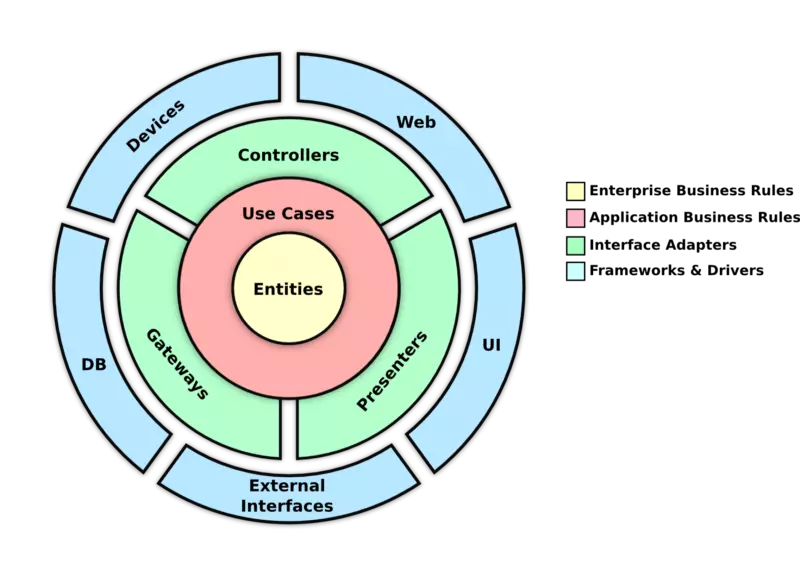 Devices
Web
Controllers
Use Cases
Entities
Gateways
Presenters
DB
UI
External
Interfaces
Enterprise Business Rules
Application Business Rules
Interface Adapters
Frameworks & Drivers